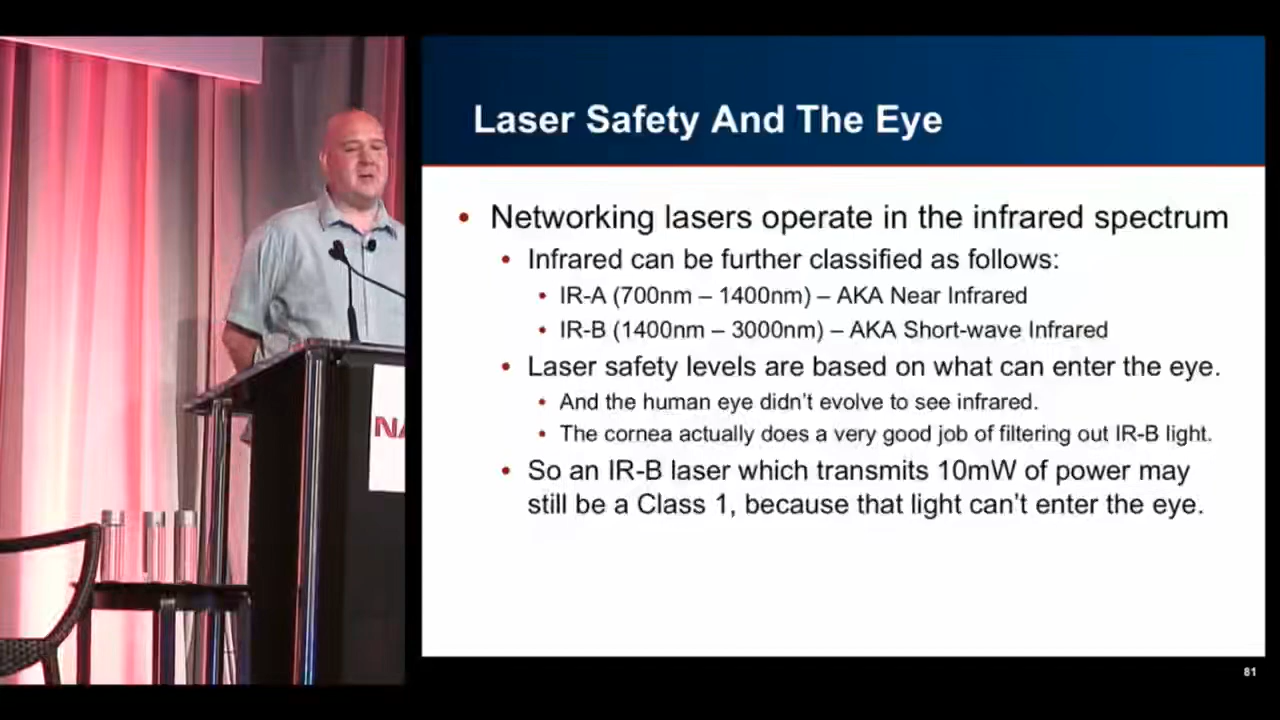 Laser Safety And The Eye
• Networking lasers operate in the infrared spectrum
• Infrared can be further classified as follows:
• IR-A (700nm – 1400nm) – AKA Near Infrared
• IR-B (1400nm – 3000nm) – AKA Short-wave Infrared
• Laser safety levels are based on what can enter the eye.
• And the human eye didn't evolve to see infrared.
• The cornea actually does a very good job of filtering out IR-B light.
• So an IR-B laser which transmits 10mW of power may
still be a Class 1, because that light can't enter the eye.
81